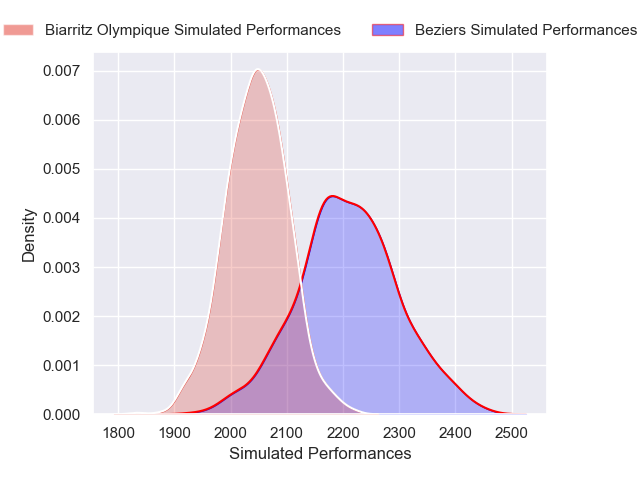 Biarritz Olympique Simulated Performances Beziers Simulated Performances
0.007
0.006
0.005
0.004
0.003
0.002
0.001
0.000
Density
1800 1900 2000 2100 2200 2300 2400 2500
Simulated Performances